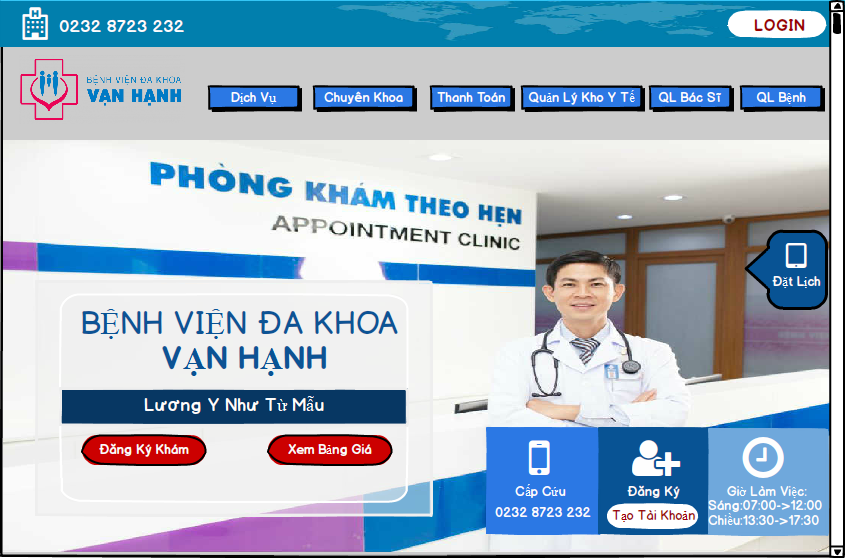 0232 8723 232
LOGIN
BỆNH VIỆN ĐA KHOA
VẠN HẠNH
Dịch Vụ
Chuyên Khoa
Thanh Toán
Quản Lý Kho Y Tế
QL Bác Sĩ
QL Bệnh
PHÒNG KHÁM THEO HẸN
APPOINTMENT CLINIC
Đặt Lịch
BỆNH VIỆN ĐA KHOA
VẠN HẠNH
Lương Y Như Từ Mẫu
Đăng Ký Khám
Xem Bảng Giá
Cấp Cứu
0232 8723 232
Đăng Ký
Tạo Tải Khoản
Giờ Làm Việc:
Sáng:07:00->12:00
Chiều:13:30->17:30